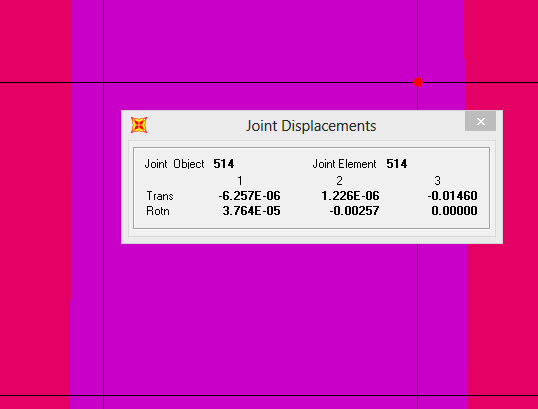 Joint Displacements
Joint Object 514 Joint Element 514
1 2 3
Trans -6.257E-06 1.226E-06 -0.01460
Rotn 3.764E-05 -0.00257 0.00000